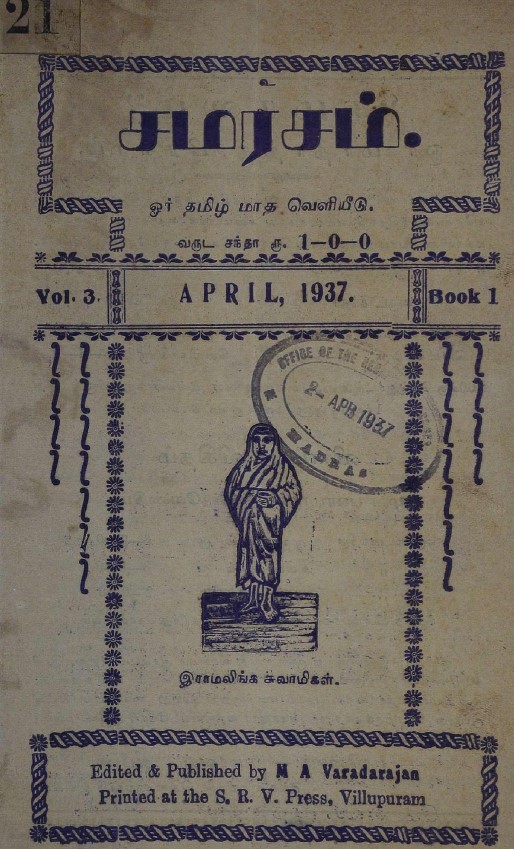 21
உ
சமரசம்.
ஓர் தமிழ் மாத வெளியீடு.
வருட சந்தா ரு. 1-0-0
Vol. 3. APRIL, 1937. Book 1
OFFICE OF THE
2- APR 1937
MADRAS
இராமலிங்க சுவாமிகள்.
Edited & Published by M A Varadarajan
Printed at the S. R. V. Press, Villupuram